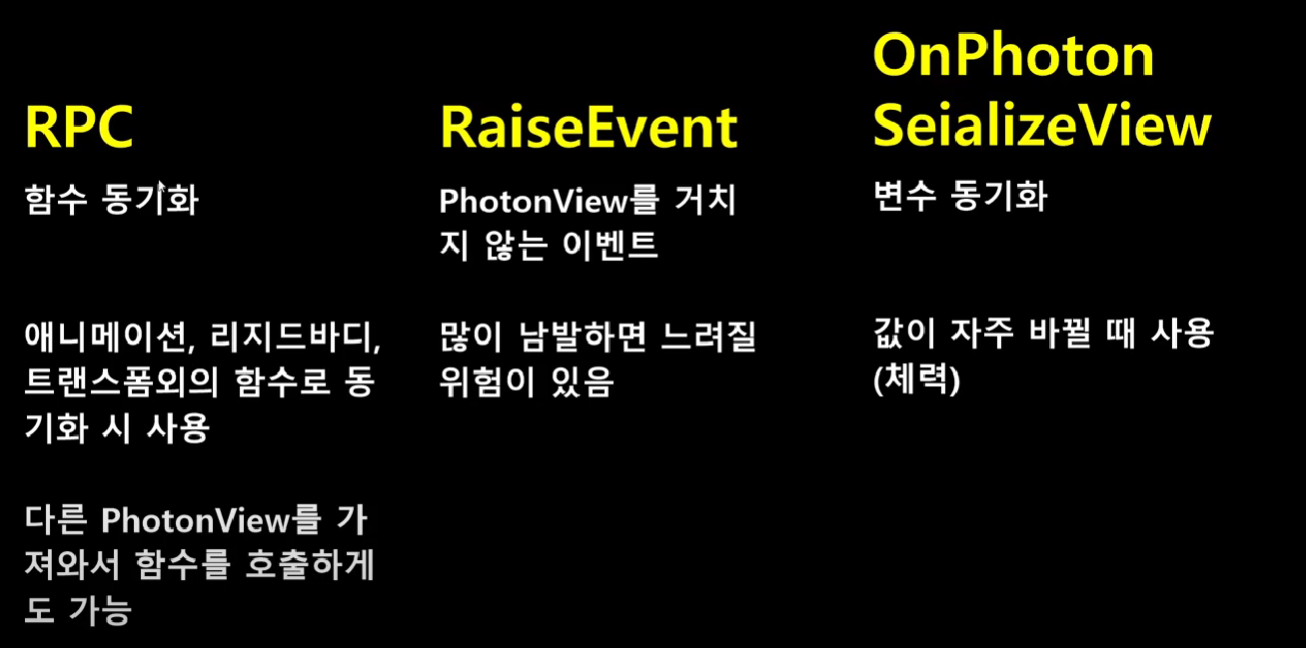 RPC
함수 동기화
애니메이션, 리지드바디,
트랜스폼외의 함수로 동
기화 시 사용
다른 PhotonView를 가
져와서 함수를 호출하게
도 가능
RaiseEvent
PhotonView를 거치
지 않는 이벤트
많이 남발하면 느려질
위험이 있음
OnPhoton
SeializeView
변수 동기화
값이 자주 바뀔 때 사용
(체력)